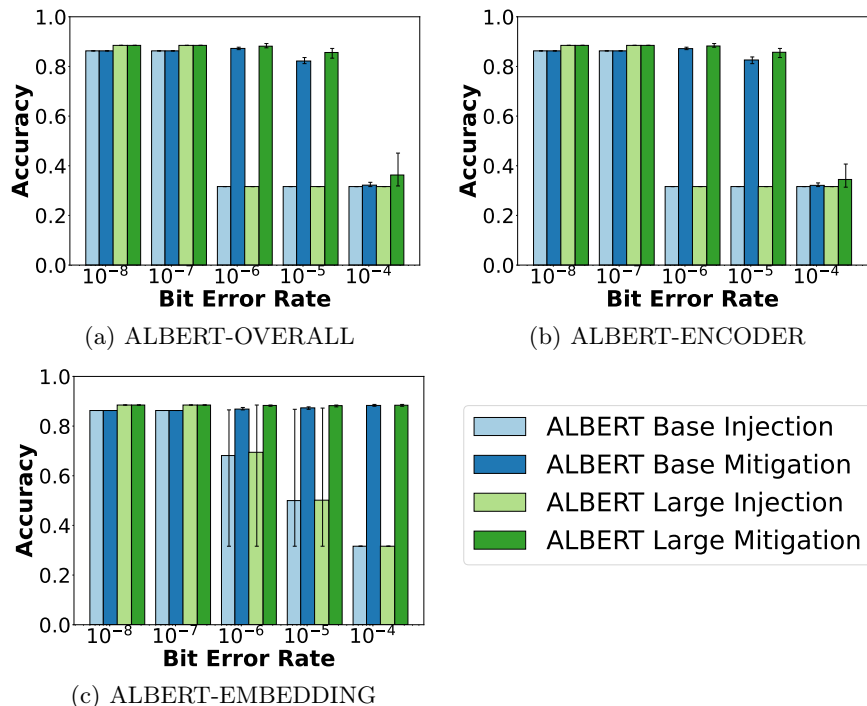 1.0
0.8
0.6
0.4
0.2
0.0
Accuracy
10⁻⁸ 10⁻⁷ 10⁻⁶ 10⁻⁵ 10⁻⁴
Bit Error Rate
(a) ALBERT-OVERALL
1.0
0.8
0.6
0.4
0.2
0.0
Accuracy
10⁻⁸ 10⁻⁷ 10⁻⁶ 10⁻⁵ 10⁻⁴
Bit Error Rate
(b) ALBERT-ENCODER
1.0
0.8
0.6
0.4
0.2
0.0
Accuracy
10⁻⁸ 10⁻⁷ 10⁻⁶ 10⁻⁵ 10⁻⁴
Bit Error Rate
(c) ALBERT-EMBEDDING
ALBERT Base Injection
ALBERT Base Mitigation
ALBERT Large Injection
ALBERT Large Mitigation